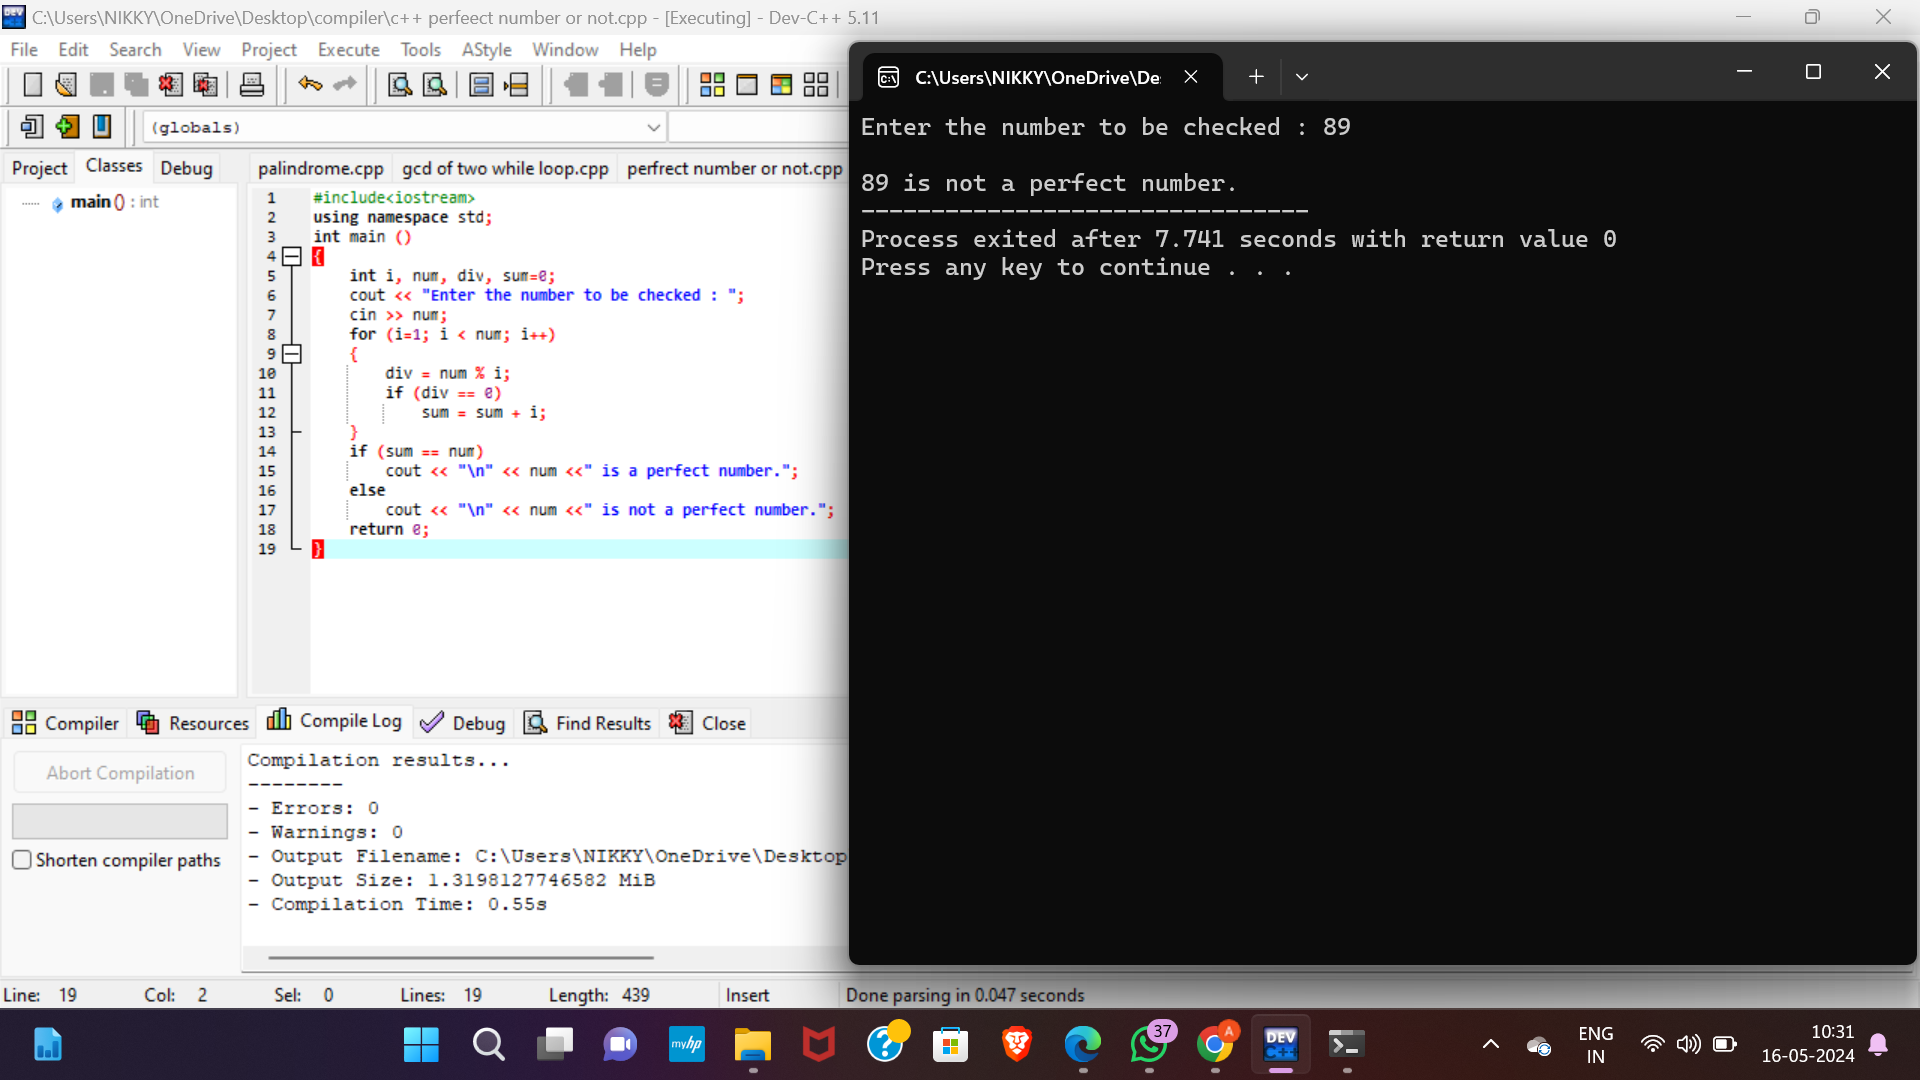 C:\Users\NIKKY\OneDrive\Desktop\compiler\c++ perfeect number or not.cpp - [Executing] - Dev-C++ 5.11
File Edit Search View Project Execute Tools AStyle Window Help
(globals)
Project Classes Debug
main () : int
palindrome.cpp gcd of two while loop.cpp perfrect number or not.cpp
1 #include<iostream>
2 using namespace std;
3 int main ()
4 {
5 int i, num, div, sum=0;
6 cout << "Enter the number to be checked : ";
7 cin >> num;
8 for (i=1; i < num; i++)
9 {
10 div = num % i;
11 if (div == 0)
12 sum = sum + i;
13 }
14 if (sum == num)
15 cout << "\n" << num <<" is a perfect number.";
16 else
17 cout << "\n" << num <<" is not a perfect number.";
18 return 0;
19 }
C:\Users\NIKKY\OneDrive\De
Enter the number to be checked : 89
89 is not a perfect number.
--------------------------------
Process exited after 7.741 seconds with return value 0
Press any key to continue . . .
Compiler Resources Compile Log Debug Find Results Close
Abort Compilation
Shorten compiler paths
Compilation results...
--------
- Errors: 0
- Warnings: 0
- Output Filename: C:\Users\NIKKY\OneDrive\Desktop
- Output Size: 1.3198127746582 MiB
- Compilation Time: 0.55s
Line: 19 Col: 2 Sel: 0 Lines: 19 Length: 439 Insert Done parsing in 0.047 seconds
myhp
37
A
DEV
C++
ENG
IN
10:31
16-05-2024